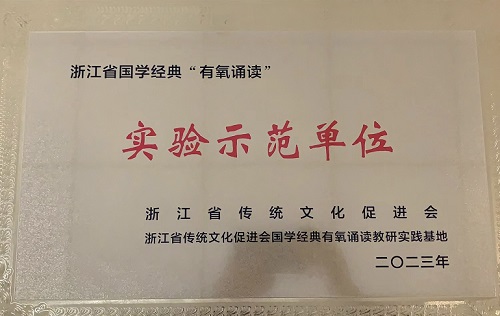 浙江省国学经典“有氧诵读”
实验示范单位
浙江省传统文化促进会
浙江省传统文化促进会国学经典有氧诵读教研实践基地
二〇二三年